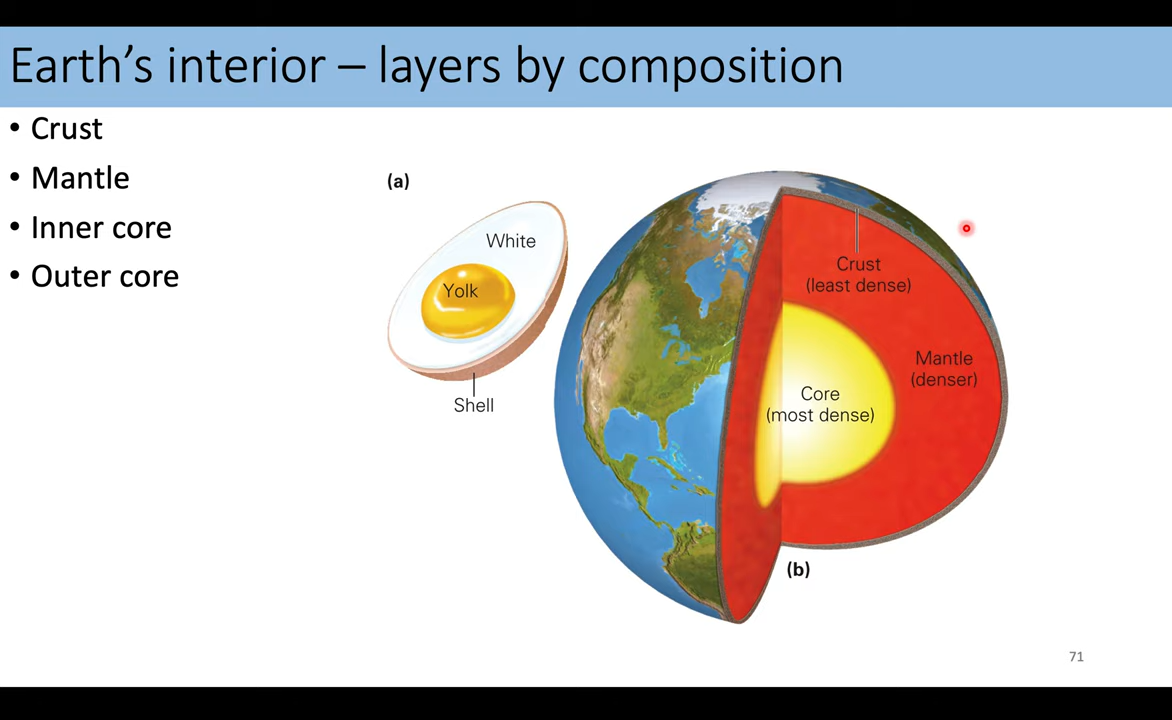 Earth's interior – layers by composition
• Crust
• Mantle
• Inner core
• Outer core
(a)
White
Yolk
Shell
Crust
(least dense)
Mantle
(denser)
Core
(most dense)
(b)
71